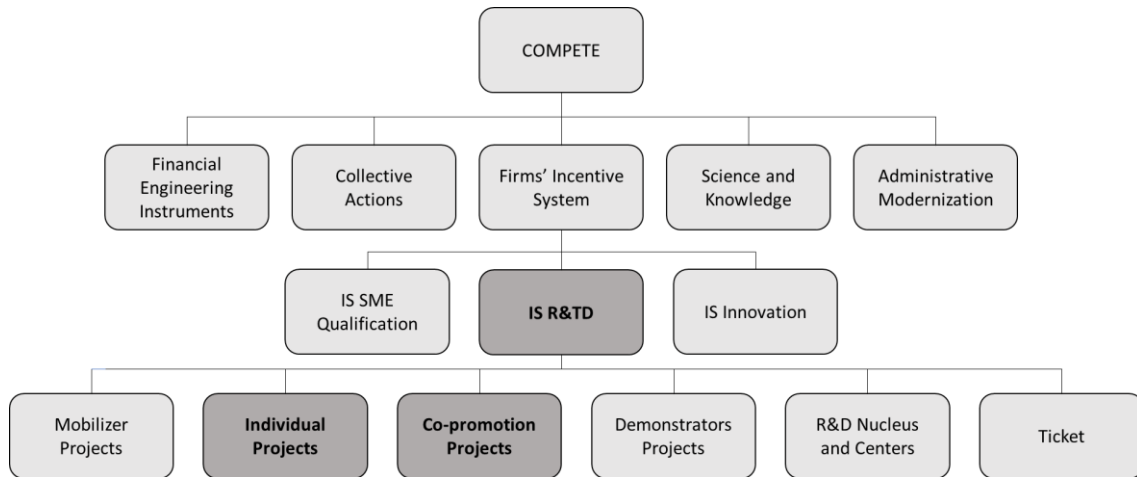 COMPETE
Financial
Engineering
Instruments
Collective
Actions
Firms' Incentive
System
Science and
Knowledge
Administrative
Modernization
IS SME
Qualification
IS R&TD
IS Innovation
Mobilizer
Projects
Individual
Projects
Co-promotion
Projects
Demonstrators
Projects
R&D Nucleus
and Centers
Ticket